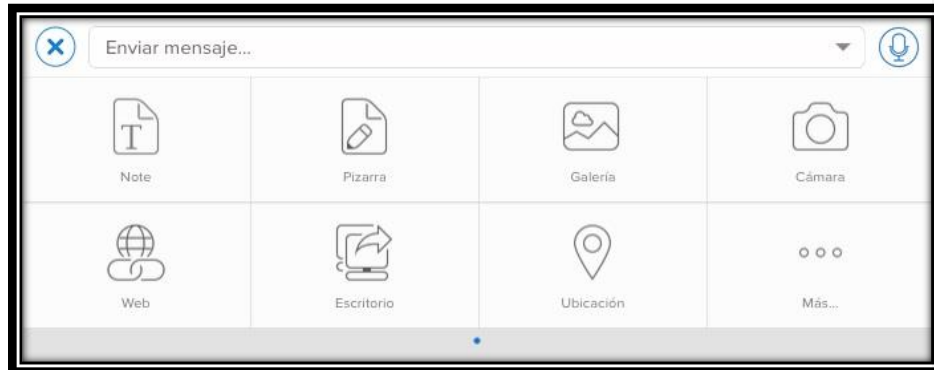 Enviar mensaje...
Note Pizarra Galería Cámara
Web Escritorio Ubicación Más...